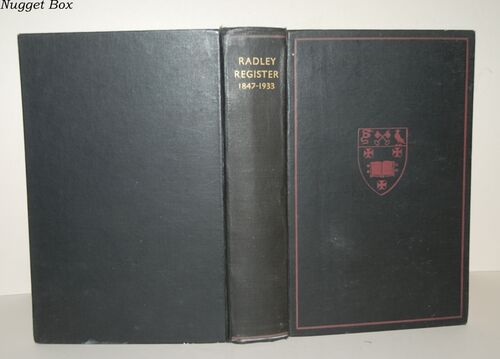 Nugget Box
RADLEY
REGISTER
1847-1933